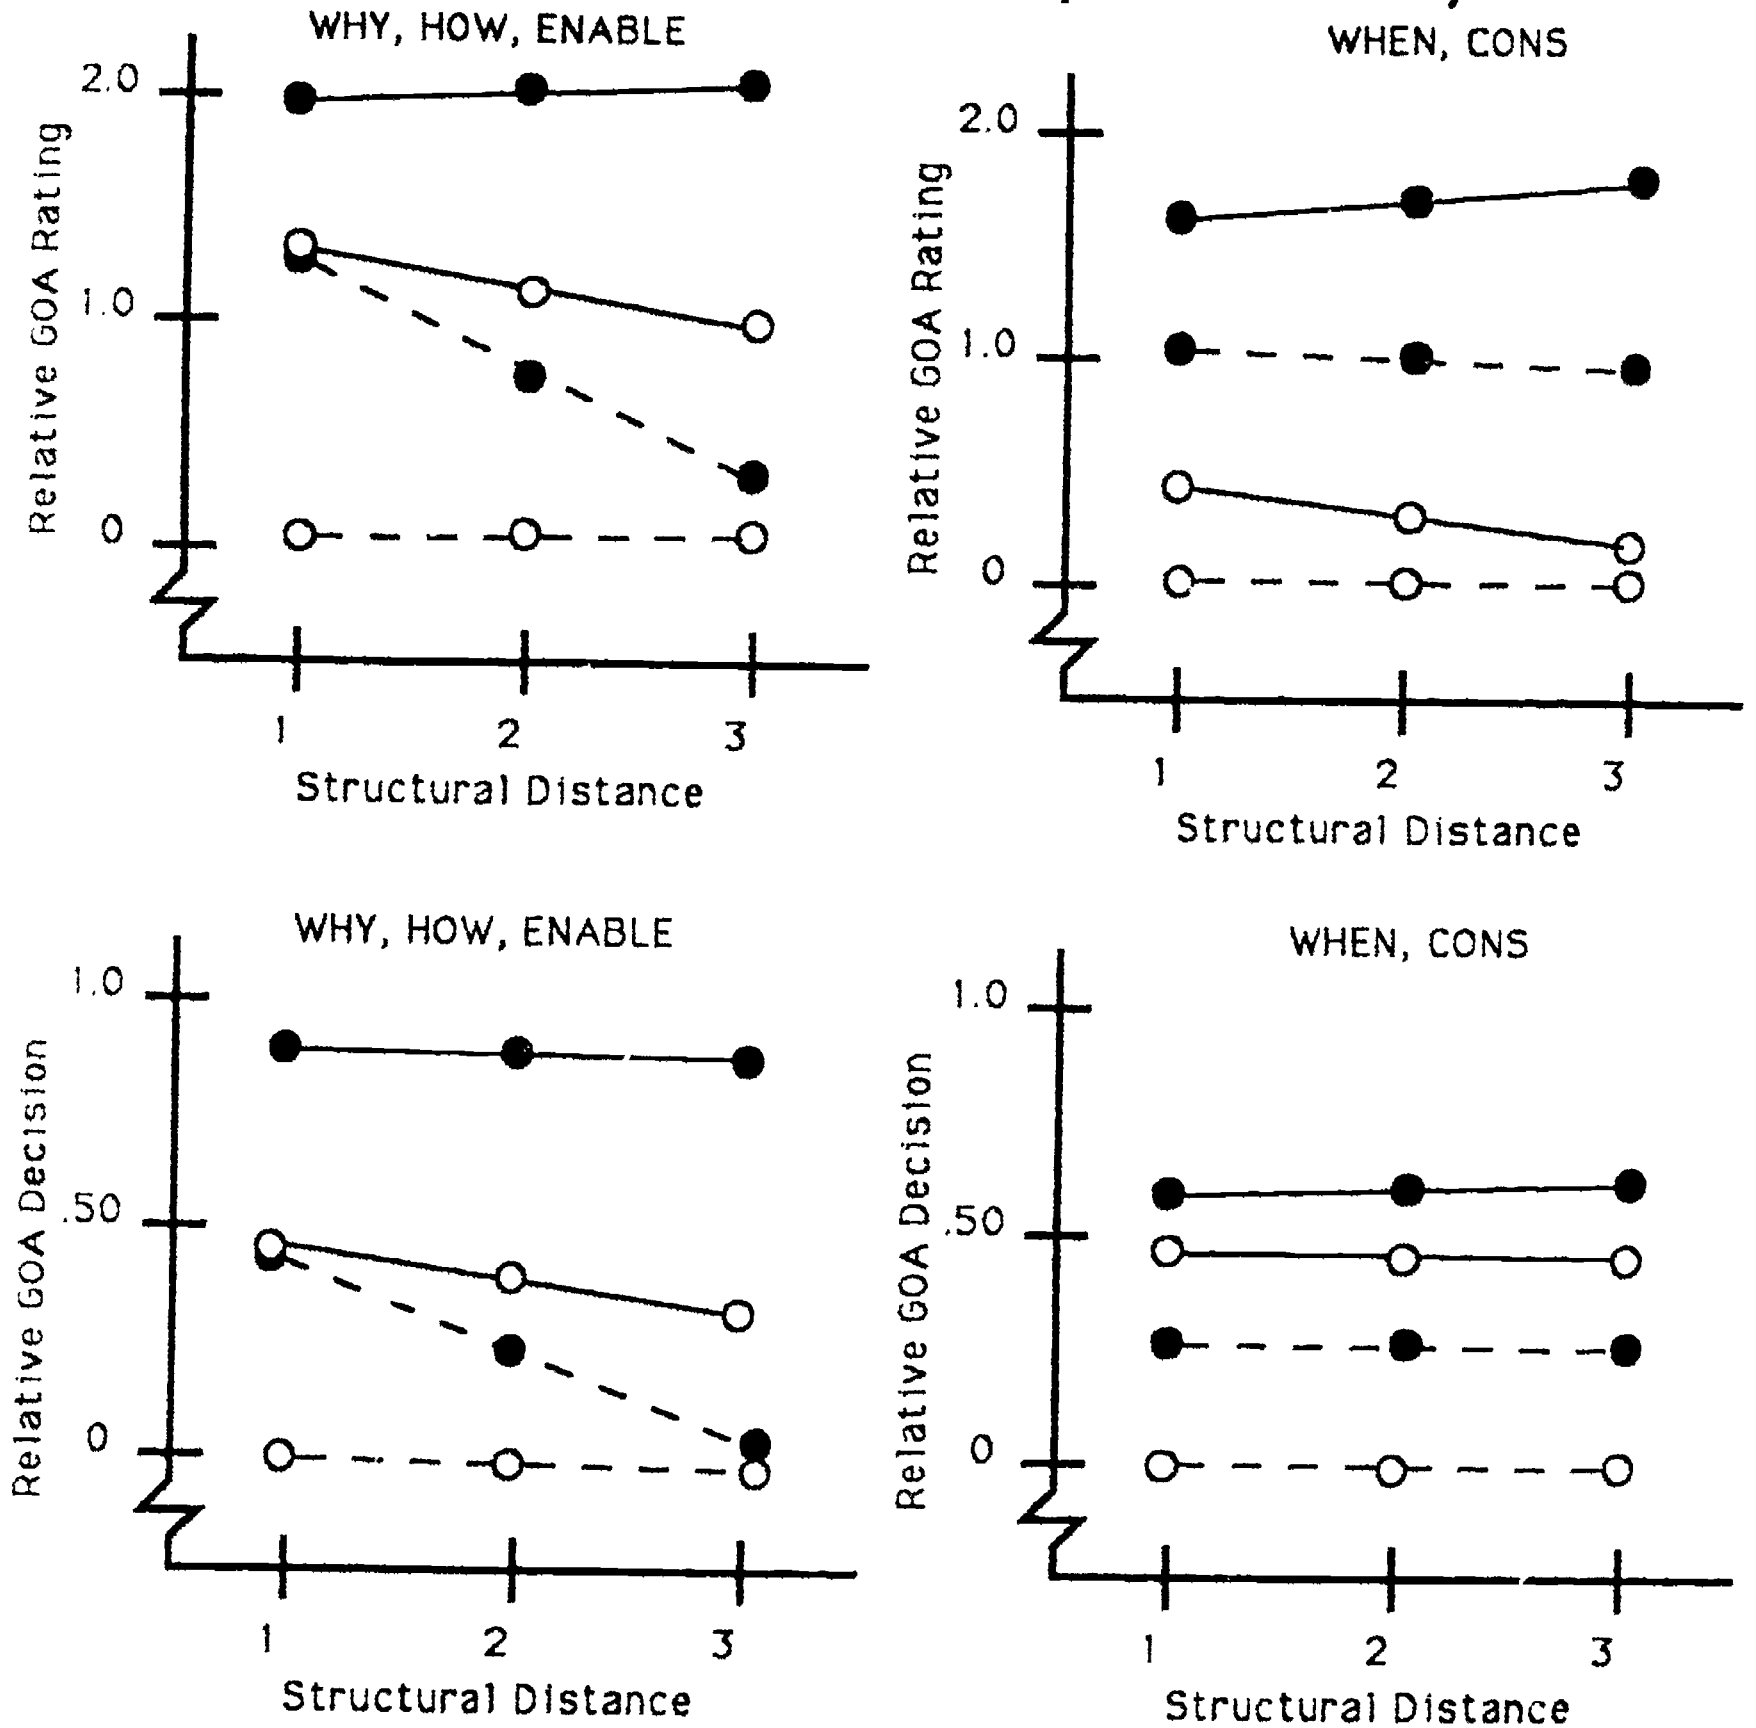 WHY, HOW, ENABLE
2.0
1.0
0
Relative GOA Rating
1
2
3
Structural Distance
WHEN, CONS
2.0
1.0
0
Relative GOA Rating
1
2
3
Structural Distance
WHY, HOW, ENABLE
1.0
.50
0
Relative GOA Decision
1
2
3
Structural Distance
WHEN, CONS
1.0
.50
0
Relative GOA Decision
1
2
3
Structural Distance